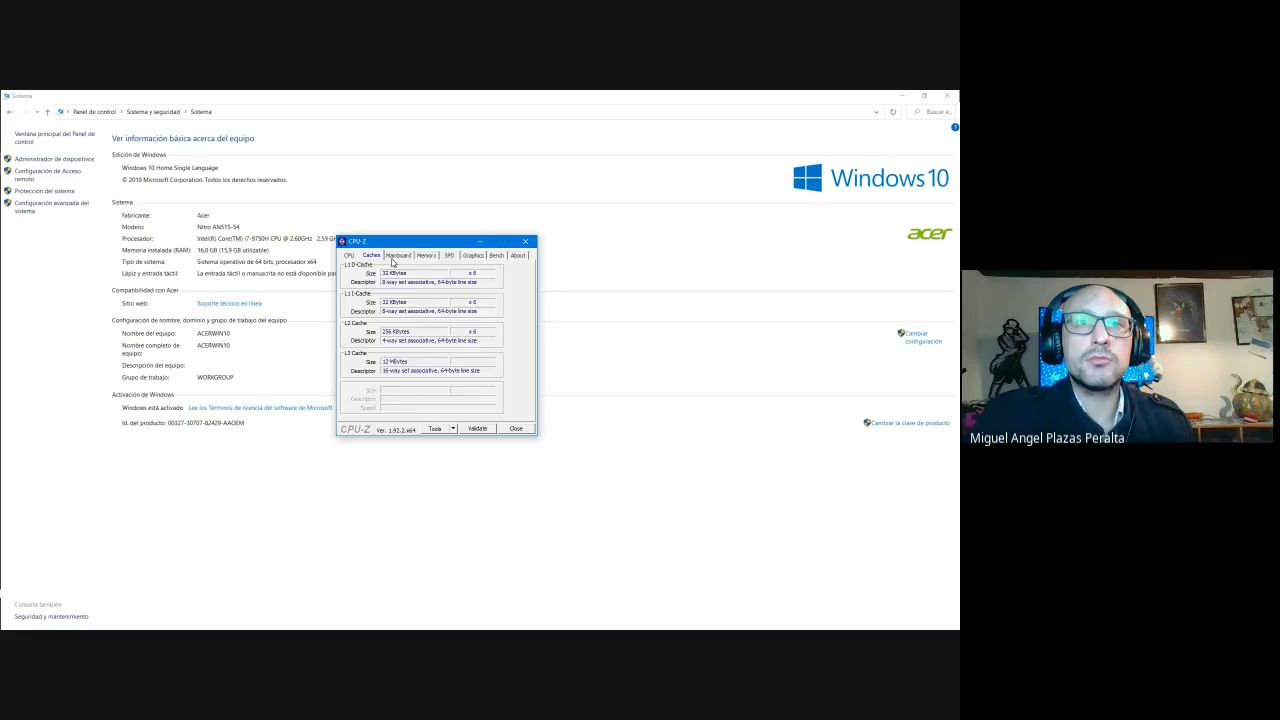 Sistema
Panel de control > Sistema y seguridad > Sistema
Buscar e...
Ventana principal del Panel de
control
Administrador de dispositivos
Configuración de Acceso
remoto
Protección del sistema
Configuración avanzada del
sistema
Ver información básica acerca del equipo
Edición de Windows
Windows 10 Home Single Language
© 2019 Microsoft Corporation. Todos los derechos reservados.
Windows 10
Sistema
Fabricante: Acer
Modelo: Nitro AN515-54
Procesador: Intel(R) Core(TM) i7-9750H CPU @ 2.60GHz 2.59
Memoria instalada (RAM): 16,0 GB (15,9 GB utilizable)
Tipo de sistema: Sistema operativo de 64 bits, procesador x64
Lápiz y entrada táctil: La entrada táctil o manuscrita no está disponible
acer
Compatibilidad con Acer
Sitio web: Soporte técnico en línea
Configuración de nombre, dominio y grupo de trabajo del equipo
Nombre del equipo: ACERWIN10
Nombre completo de
equipo: ACERWIN10
Descripción del equipo:
Grupo de trabajo: WORKGROUP
Cambiar
configuración
Activación de Windows
Windows está activado Lee los Términos de licencia del software de Microsoft
Id. del producto: 00327-30707-82429-AAOEM
Cambiar la clave de producto
Consulta también
Seguridad y mantenimiento
CPU-Z
CPU Caches Mainboard Memory SPD Graphics Bench About
L1 D-Cache
Size 32 KBytes x 6
Descriptor 8-way set associative, 64-byte line size
L1 I-Cache
Size 32 KBytes x 6
Descriptor 8-way set associative, 64-byte line size
L2 Cache
Size 256 KBytes x 6
Descriptor 4-way set associative, 64-byte line size
L3 Cache
Size 12 MBytes
Descriptor 16-way set associative, 64-byte line size
Size
Descriptor
Speed
CPU-Z Ver. 1.92.2.x64 Tools Validate Close
Miguel Angel Plazas Peralta